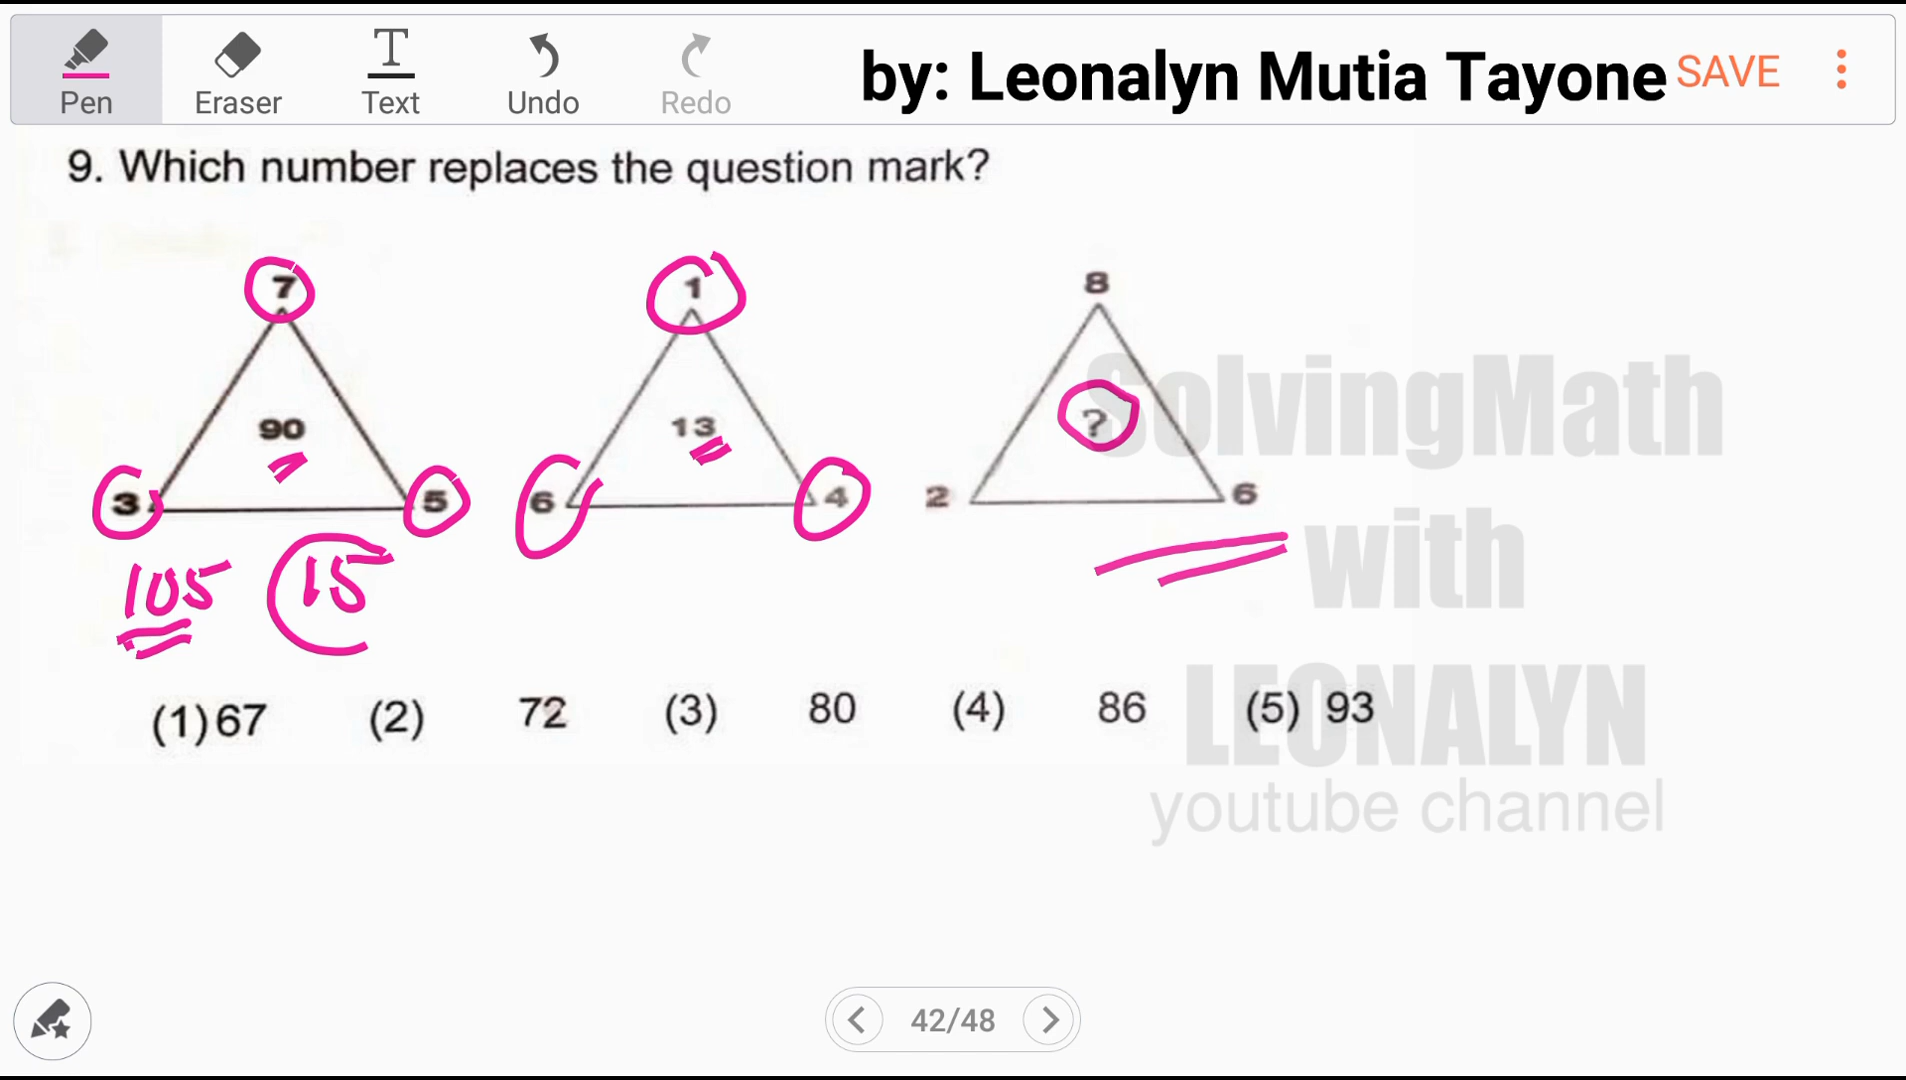 Pen Eraser Text Undo Redo by: Leonalyn Mutia Tayone SAVE
9. Which number replaces the question mark?
7 1 8
90 13 ?
3 5 6 4 2 6
105 15
SolvingMath
with
LEONALYN
youtube channel
(1) 67 (2) 72 (3) 80 (4) 86 (5) 93
42/48